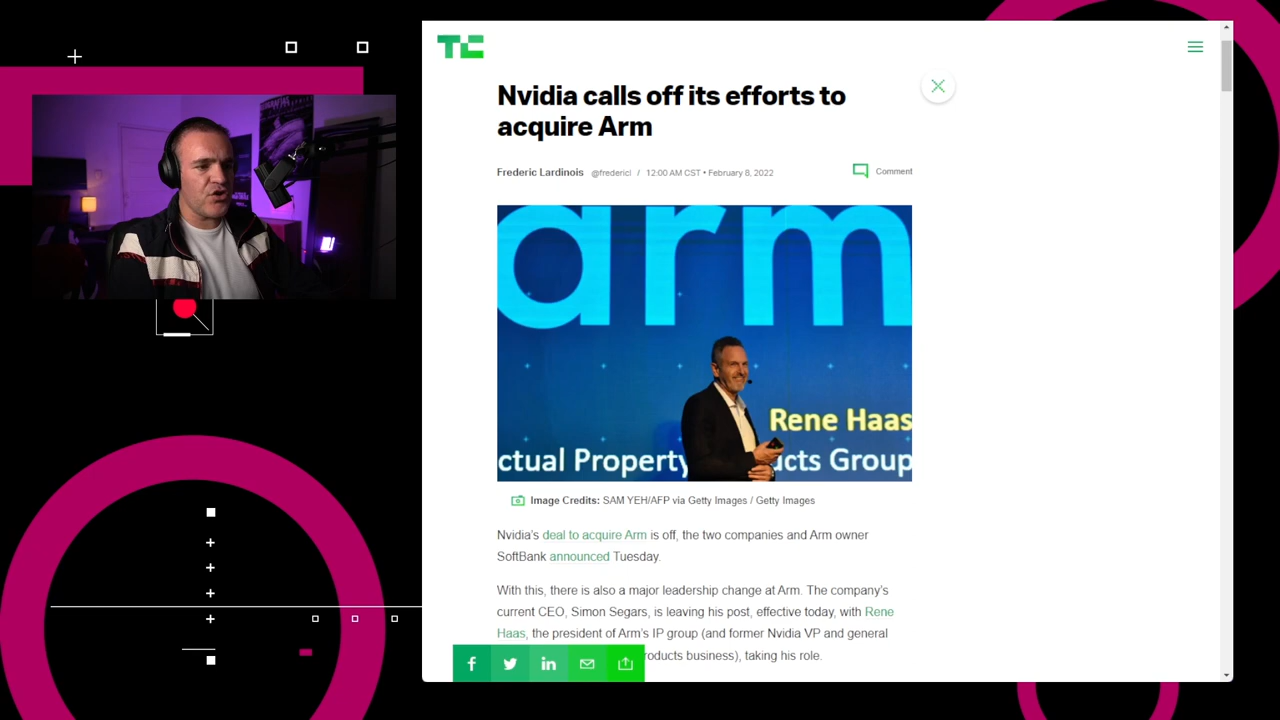 TC
Nvidia calls off its efforts to
acquire Arm
Frederic Lardinois @fredericl / 12:00 AM CST • February 8, 2022
Comment
arm
Rene Haas
ctual Property
ucts Group
Image Credits: SAM YEH/AFP via Getty Images / Getty Images
Nvidia's deal to acquire Arm is off, the two companies and Arm owner
SoftBank announced Tuesday.
With this, there is also a major leadership change at Arm. The company's
current CEO, Simon Segars, is leaving his post, effective today, with Rene
Haas, the president of Arm's IP group (and former Nvidia VP and general
roducts business), taking his role.